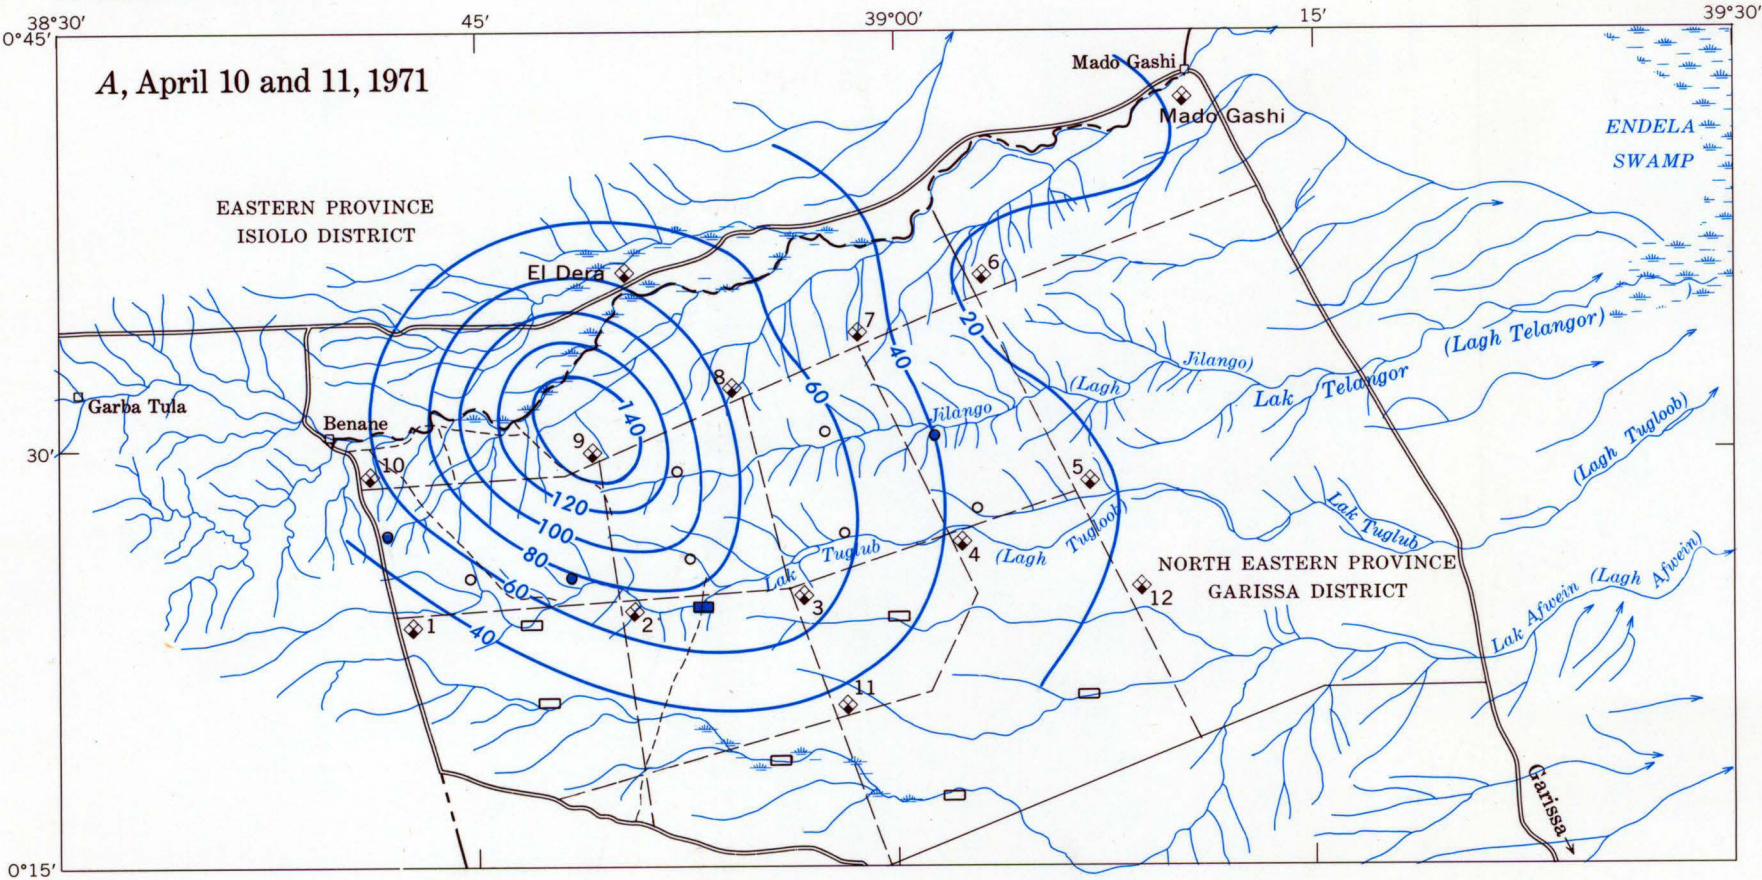 38°30'
45'
39°00'
15'
39°30'
0°45'
A, April 10 and 11, 1971
Mado Gashi
Mado Gashi
ENDELA
SWAMP
EASTERN PROVINCE
ISIOLO DISTRICT
El Dera
6
7
20
40
(Lagh Telangor)
Jilango)
(Lagh
8
60
Lak Telangor
Garba Tula
140
Jilango
Benane
9
(Lagh Tugloob)
30'
10
5
120
100
Lak Tuglub
80
Lak Tuglub
(Lagh Tugloob)
4
NORTH EASTERN PROVINCE
GARISSA DISTRICT
60
12
3
Lak Afwein (Lagh Afwein)
1
40
2
11
Garissa
0°15'